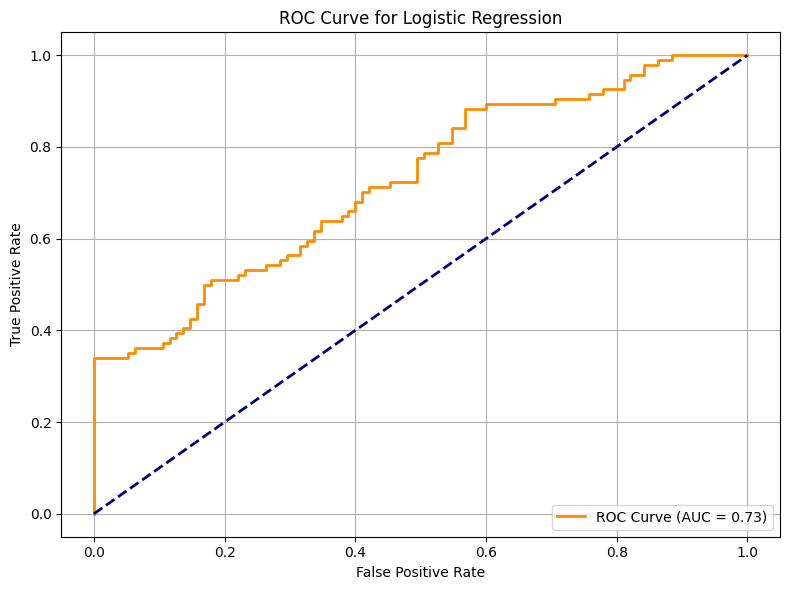 ROC Curve for Logistic Regression
True Positive Rate
1.0
0.8
0.6
0.4
0.2
0.0
ROC Curve (AUC = 0.73)
0.0 0.2 0.4 0.6 0.8 1.0
False Positive Rate